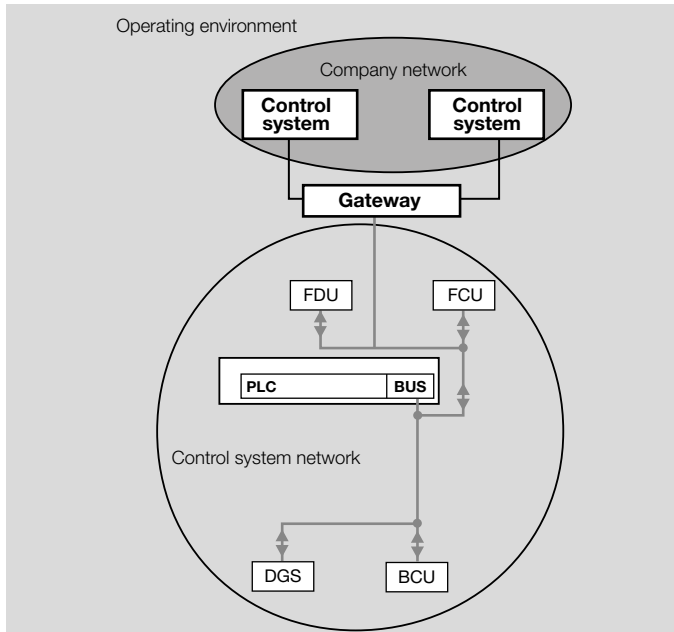 Operating environment
Company network
Control
system
Control
system
Gateway
FDU
FCU
PLC
BUS
Control system network
DGS
BCU